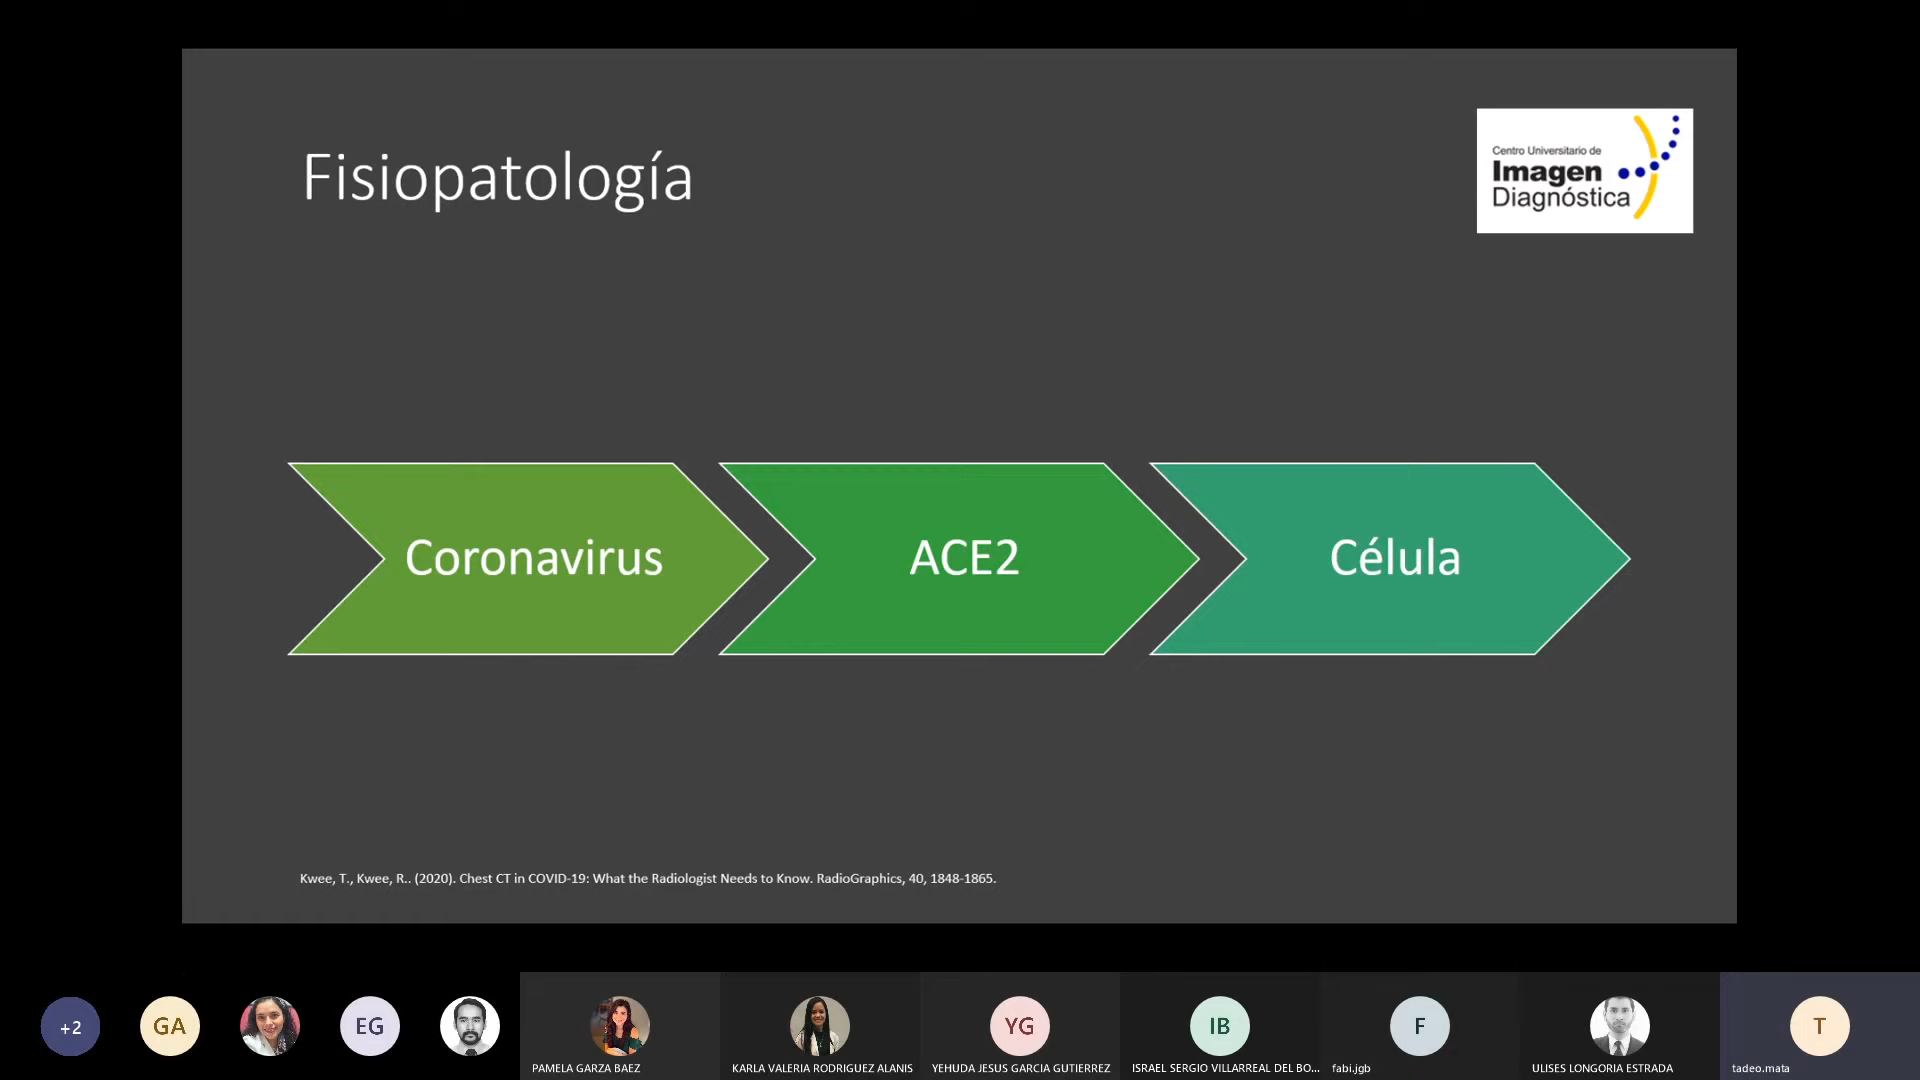 Fisiopatología
Centro Universitario de
Imagen
Diagnóstica
Coronavirus
ACE2
Célula
Kwee, T., Kwee, R.. (2020). Chest CT in COVID-19: What the Radiologist Needs to Know. RadioGraphics, 40, 1848-1865.
+2
GA
EG
YG
IB
F
T
PAMELA GARZA BAEZ
KARLA VALERIA RODRIGUEZ ALANIS
YEHUDA JESUS GARCIA GUTIERREZ
ISRAEL SERGIO VILLARREAL DEL BO...
fabi.jgb
ULISES LONGORIA ESTRADA
tadeo.mata